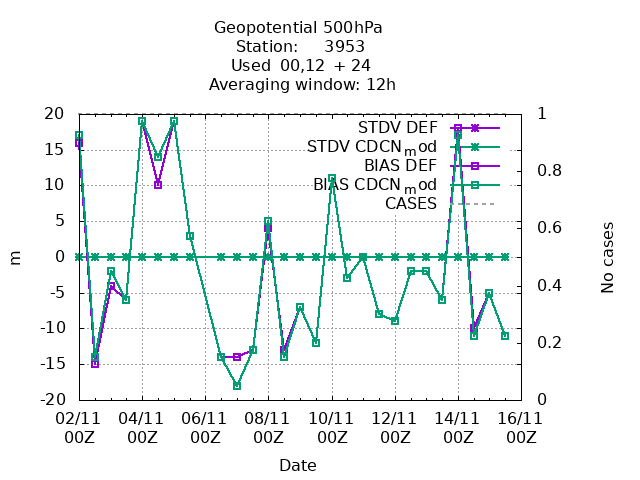 Geopotential 500hPa
Station: 3953
Used 00,12 + 24
Averaging window: 12h
20 1
15
10 0.8
5 0.6
0
-5 0.4
-10 0.2
-15
-20 0
STDV DEF
STDV CDCNmod
BIAS DEF
BIAS CDCNmod
CASES
m
No cases
02/11 04/11 06/11 08/11 10/11 12/11 14/11 16/11
00Z 00Z 00Z 00Z 00Z 00Z 00Z 00Z
Date